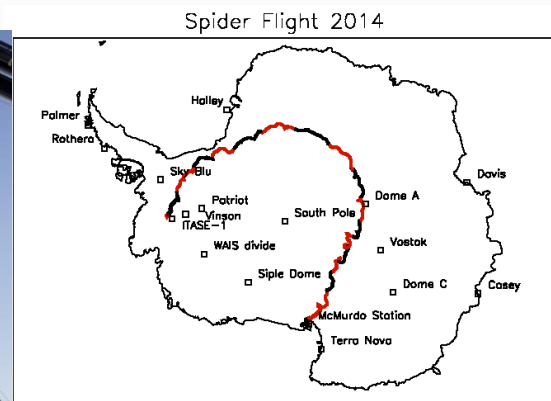 Spider Flight 2014
Halley
Palmer
Rothera
Sky Blu
Davis
Patriot
Dome A
Vinson
South Pole
ITASE-1
WAIS divide
Vostok
Siple Dome
Dome C
Casey
McMurdo Station
Terra Nova